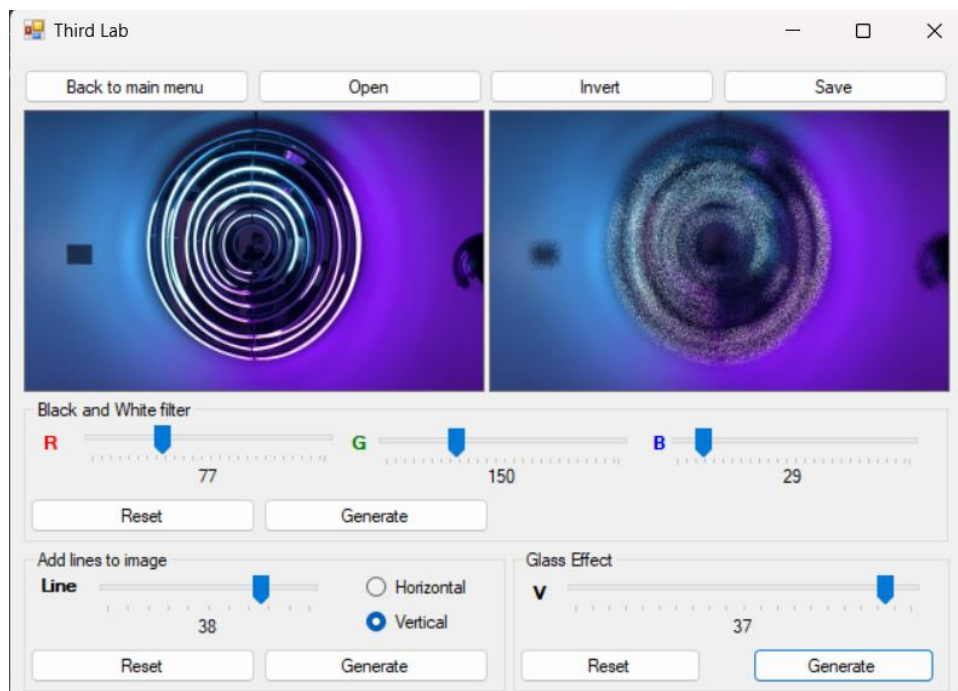 Third Lab
Back to main menu Open Invert Save
Black and White filter
R G B
77 150 29
Reset Generate
Add lines to image
Line Horizontal
38 Vertical
Reset Generate
Glass Effect
V
37
Reset Generate